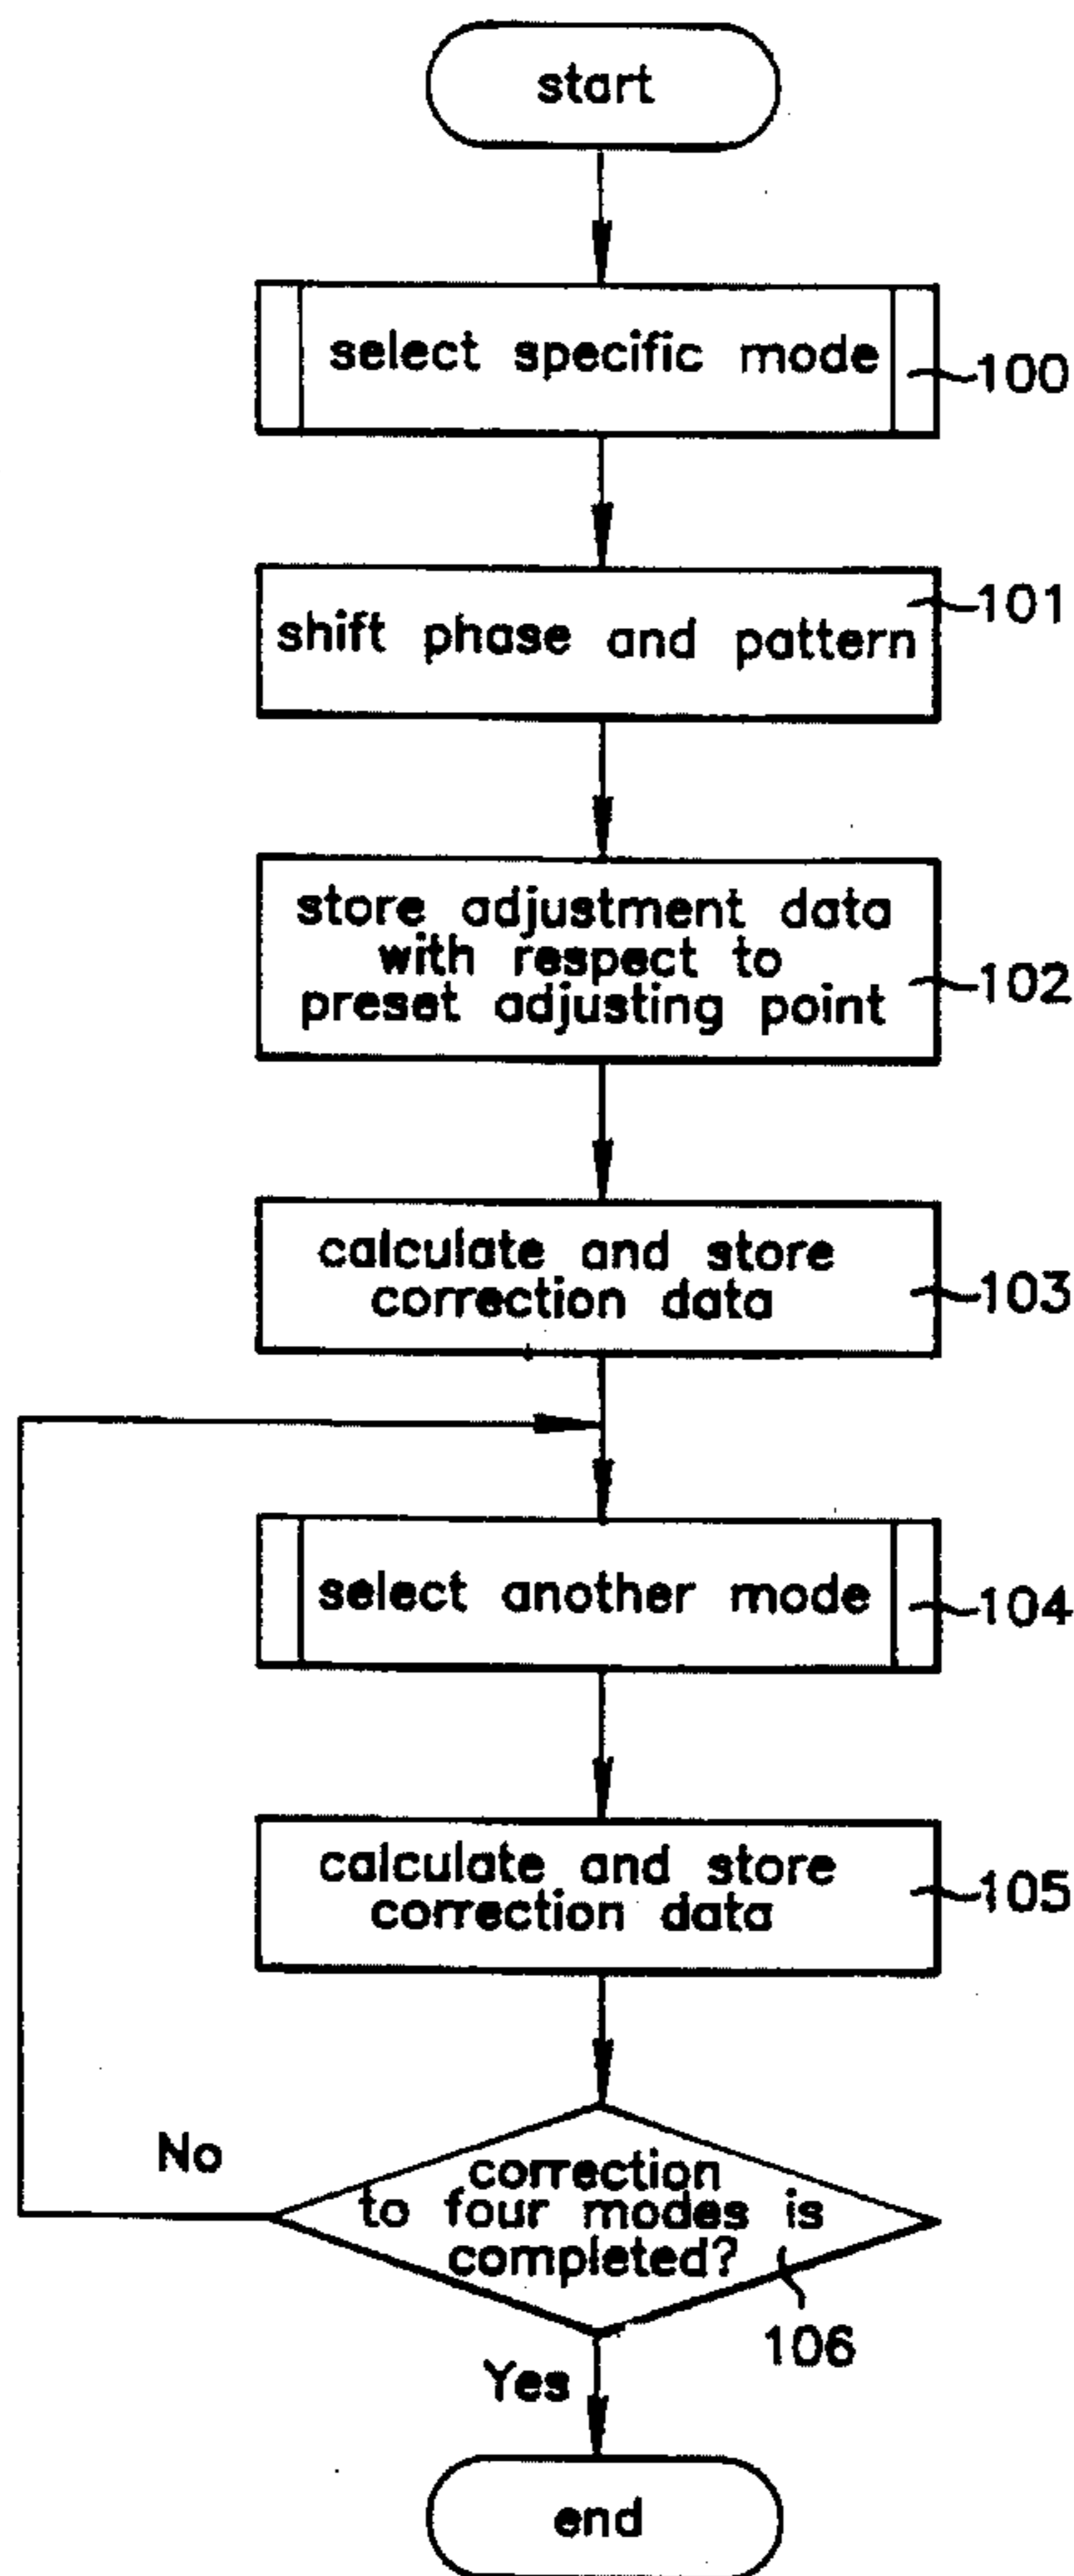 start
select specific mode
100
shift phase and pattern
101
store adjustment data
with respect to
preset adjusting point
102
calculate and store
correction data
103
select another mode
104
calculate and store
correction data
105
No
correction
to four modes is
completed?
106
Yes
end